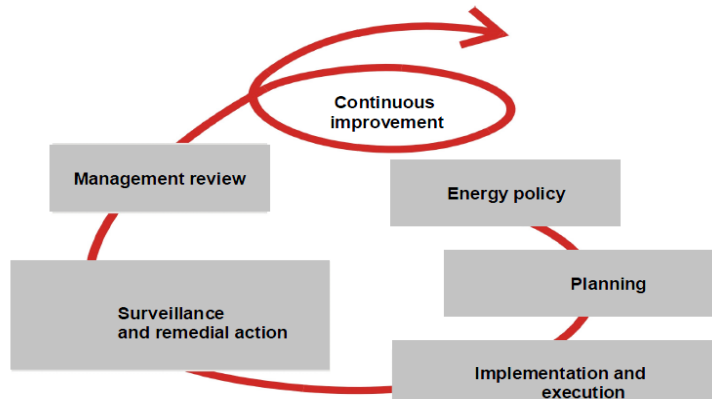 Continuous
improvement
Management review
Energy policy
Planning
Surveillance
and remedial action
Implementation and
execution